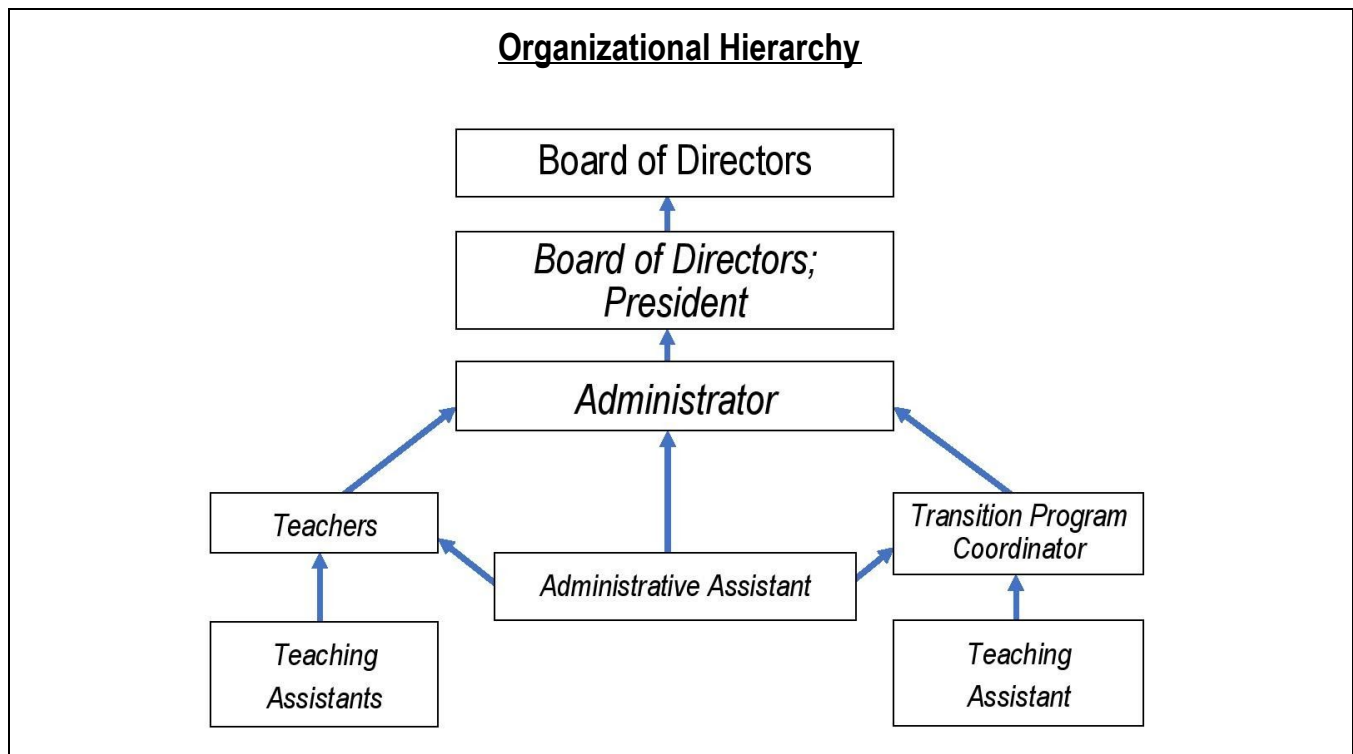 Organizational Hierarchy
Board of Directors
Board of Directors;
President
Administrator
Teachers
Transition Program
Coordinator
Administrative Assistant
Teaching
Assistants
Teaching
Assistant